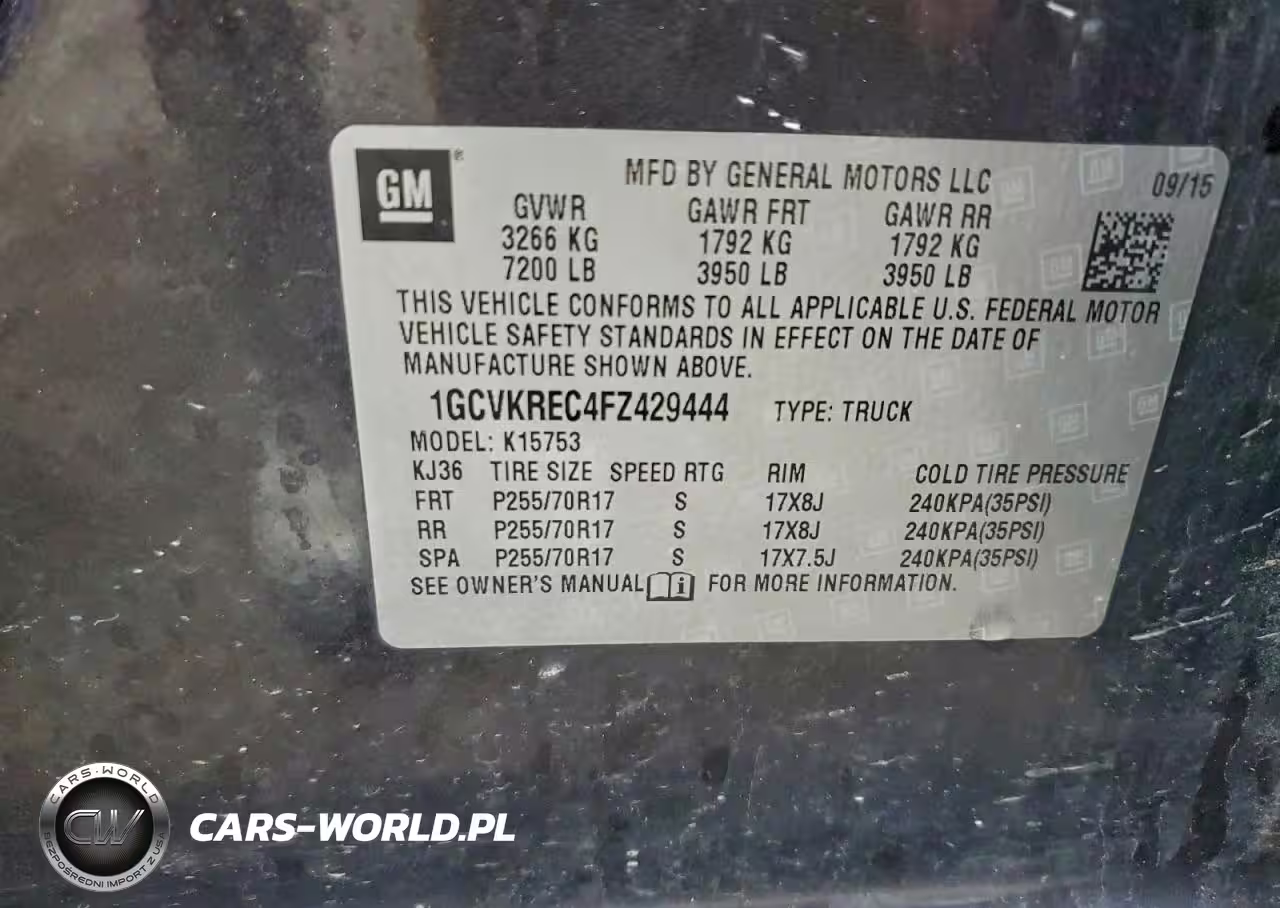 GM®
MFD BY GENERAL MOTORS LLC 09/15
GVWR GAWR FRT GAWR RR
3266 KG 1792 KG 1792 KG
7200 LB 3950 LB 3950 LB
THIS VEHICLE CONFORMS TO ALL APPLICABLE U.S. FEDERAL MOTOR
VEHICLE SAFETY STANDARDS IN EFFECT ON THE DATE OF
MANUFACTURE SHOWN ABOVE.
1GCVKREC4FZ429444 TYPE: TRUCK
MODEL: K15753
KJ36 TIRE SIZE SPEED RTG RIM COLD TIRE PRESSURE
FRT P255/70R17 S 17X8J 240KPA(35PSI)
RR P255/70R17 S 17X8J 240KPA(35PSI)
SPA P255/70R17 S 17X7.5J 240KPA(35PSI)
SEE OWNER'S MANUAL FOR MORE INFORMATION.
CARS-WORLD
CW
BEZPOŚREDNI IMPORT Z USA
CARS-WORLD.PL